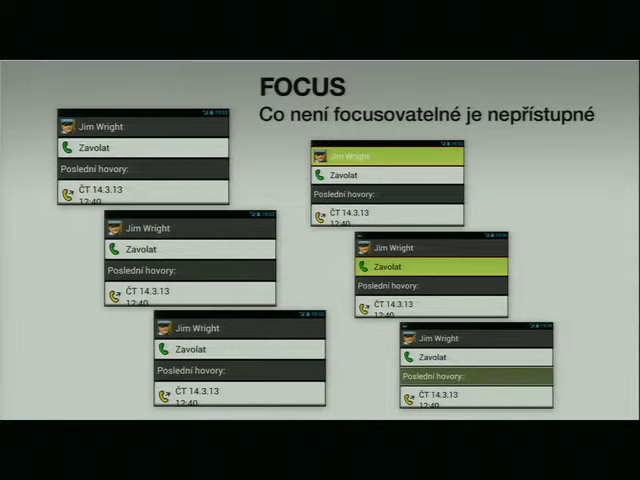 FOCUS
Co není focusovatelné je nepřístupné
Jim Wright
Zavolat
Poslední hovory:
ČT 14.3.13
12:40
Jim Wright
Zavolat
Poslední hovory:
ČT 14.3.13
12:40
Jim Wright
Zavolat
Poslední hovory:
ČT 14.3.13
12:40
Jim Wright
Zavolat
Poslední hovory:
ČT 14.3.13
12:40
Jim Wright
Zavolat
Poslední hovory:
ČT 14.3.13
12:40
Jim Wright
Zavolat
Poslední hovory:
ČT 14.3.13
12:40